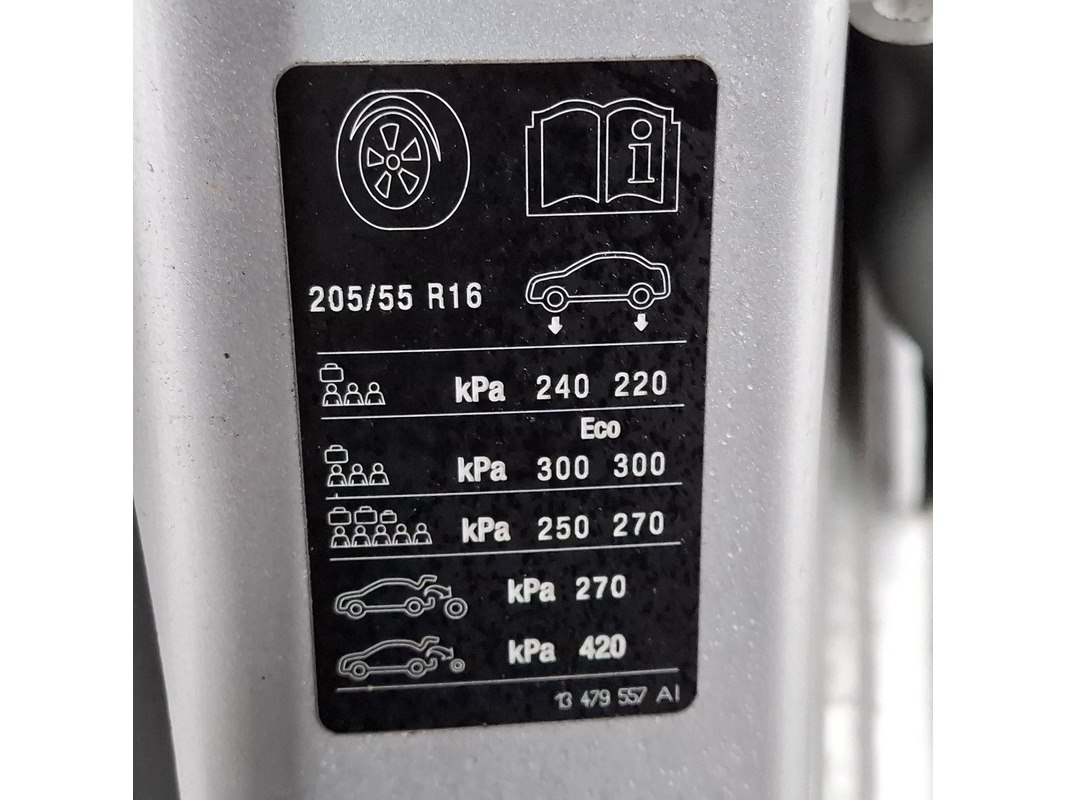 i
205/55 R16
kPa 240 220
Eco
kPa 300 300
kPa 250 270
kPa 270
kPa 420
13 479 557 AI